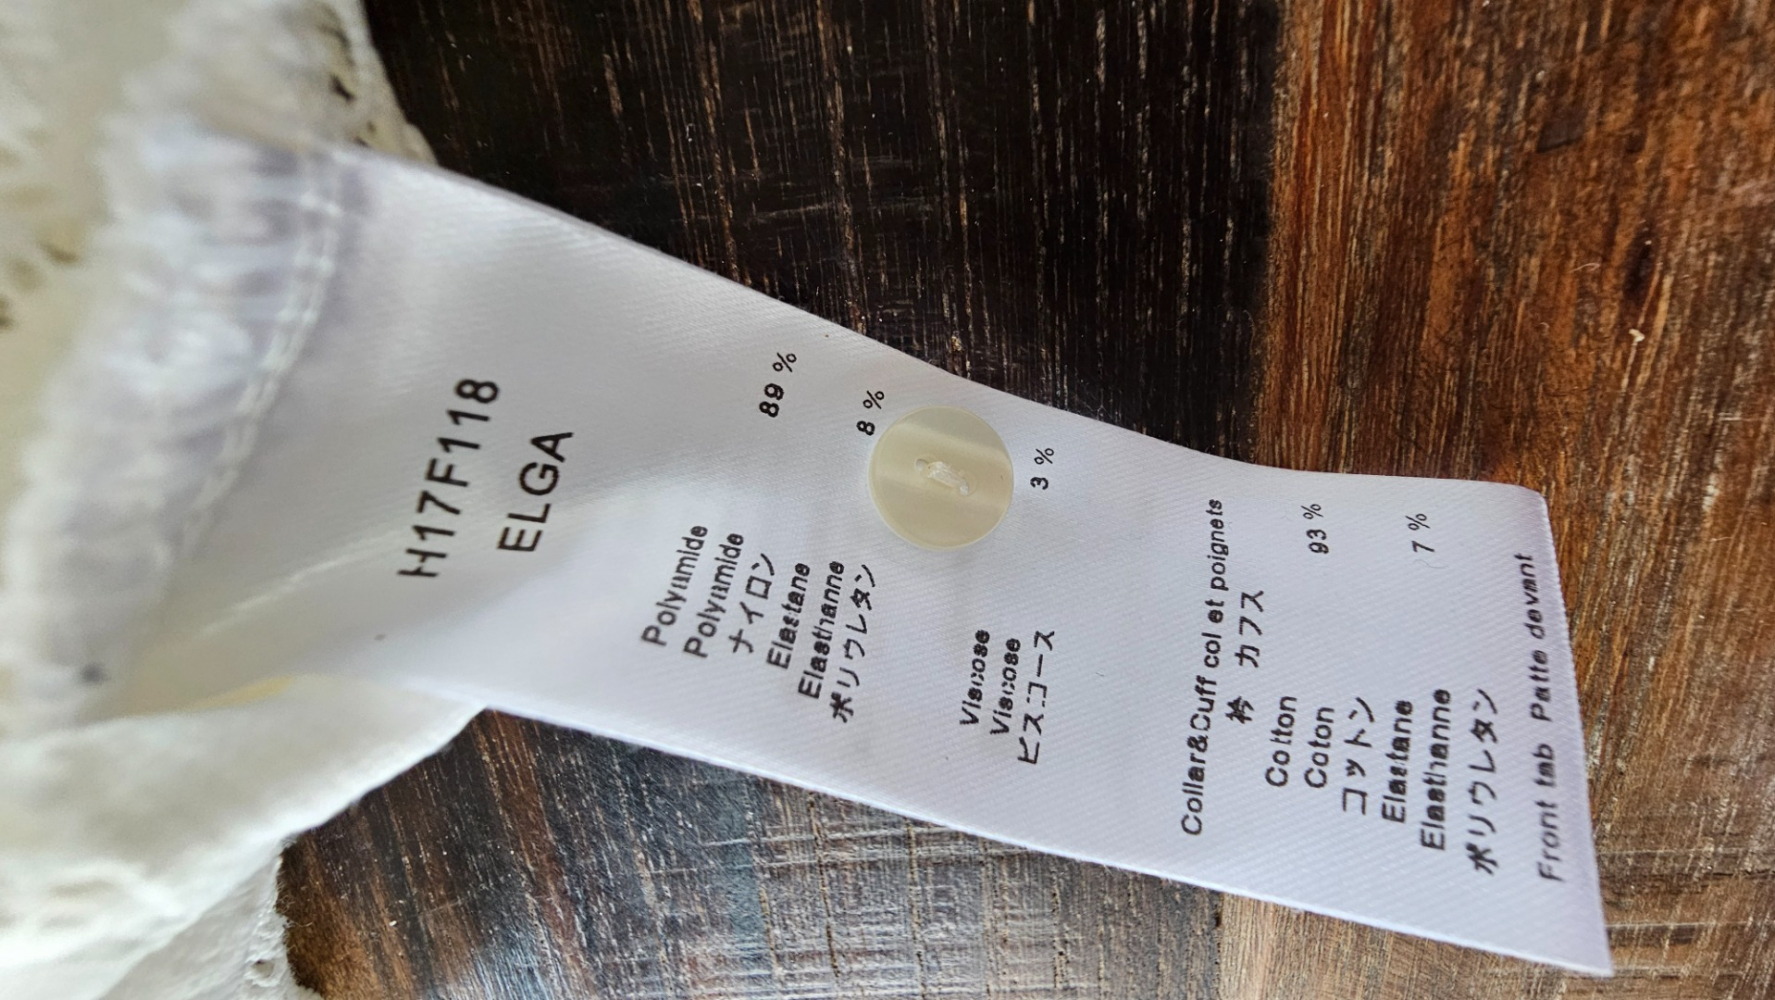 H17F118
ELGA
Polyamide 89 %
Polyamide
ナイロン
Elastane 8 %
Elasthanne
ポリウレタン
Viscose 3 %
Viscose
ビスコース
Collar&Cuff col et poignets
衿 カフス
Cotton 93 %
Coton
コットン
Elastane 7 %
Elasthanne
ポリウレタン
Front tab Patte devant